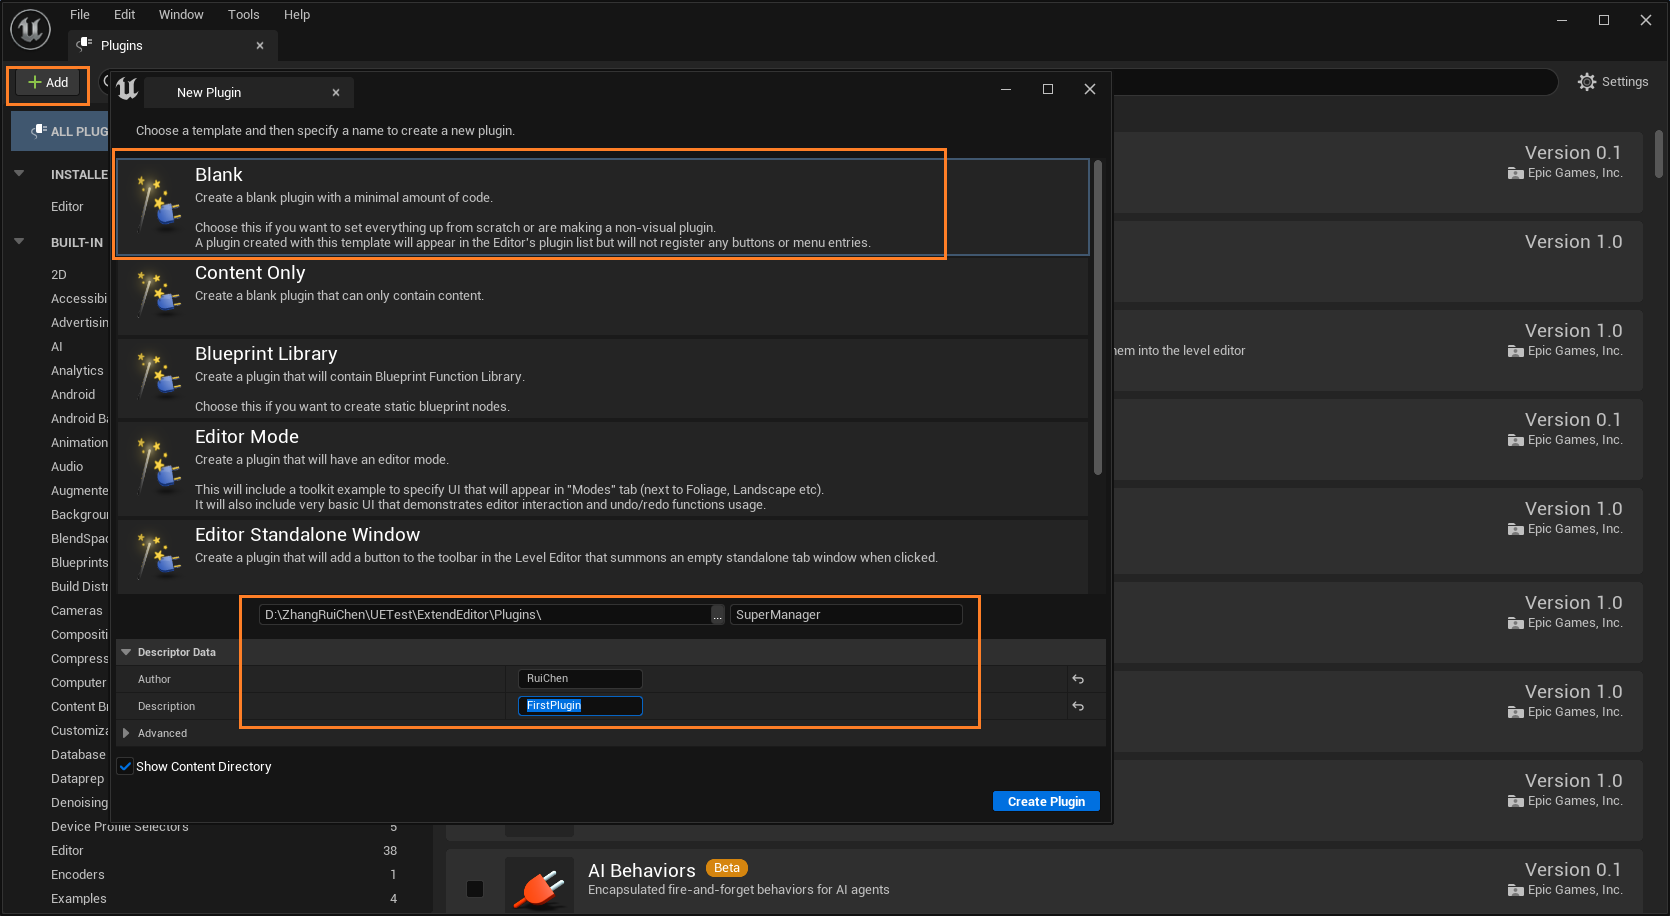 File Edit Window Tools Help
Plugins
Add
Settings
New Plugin
Choose a template and then specify a name to create a new plugin.
ALL PLUG
INSTALLE
Editor
BUILT-IN
2D
Accessibi
Advertisin
AI
Analytics
Android
Android Ba
Animation
Audio
Augmente
Backgroun
BlendSpac
Blueprints
Build Distr
Cameras
Compositi
Compress
Computer
Content Br
Customiza
Database
Dataprep
Denoising
Device Profile Selectors 5
Editor 38
Encoders 1
Examples 4
Blank
Create a blank plugin with a minimal amount of code.
Choose this if you want to set everything up from scratch or are making a non-visual plugin.
A plugin created with this template will appear in the Editor's plugin list but will not register any buttons or menu entries.
Content Only
Create a blank plugin that can only contain content.
Blueprint Library
Create a plugin that will contain Blueprint Function Library.
Choose this if you want to create static blueprint nodes.
Editor Mode
Create a plugin that will have an editor mode.
This will include a toolkit example to specify UI that will appear in "Modes" tab (next to Foliage, Landscape etc).
It will also include very basic UI that demonstrates editor interaction and undo/redo functions usage.
Editor Standalone Window
Create a plugin that will add a button to the toolbar in the Level Editor that summons an empty standalone tab window when clicked.
D:\ZhangRuiChen\UETest\ExtendEditor\Plugins\ ... SuperManager
Descriptor Data
Author RuiChen
Description FirstPlugin
Advanced
Show Content Directory
Create Plugin
Version 0.1
Epic Games, Inc.
Version 1.0
Version 1.0
hem into the level editor Epic Games, Inc.
Version 0.1
Epic Games, Inc.
Version 1.0
Epic Games, Inc.
Version 1.0
Epic Games, Inc.
Version 1.0
Epic Games, Inc.
Version 1.0
Epic Games, Inc.
AI Behaviors Beta Version 0.1
Encapsulated fire-and-forget behaviors for AI agents Epic Games, Inc.